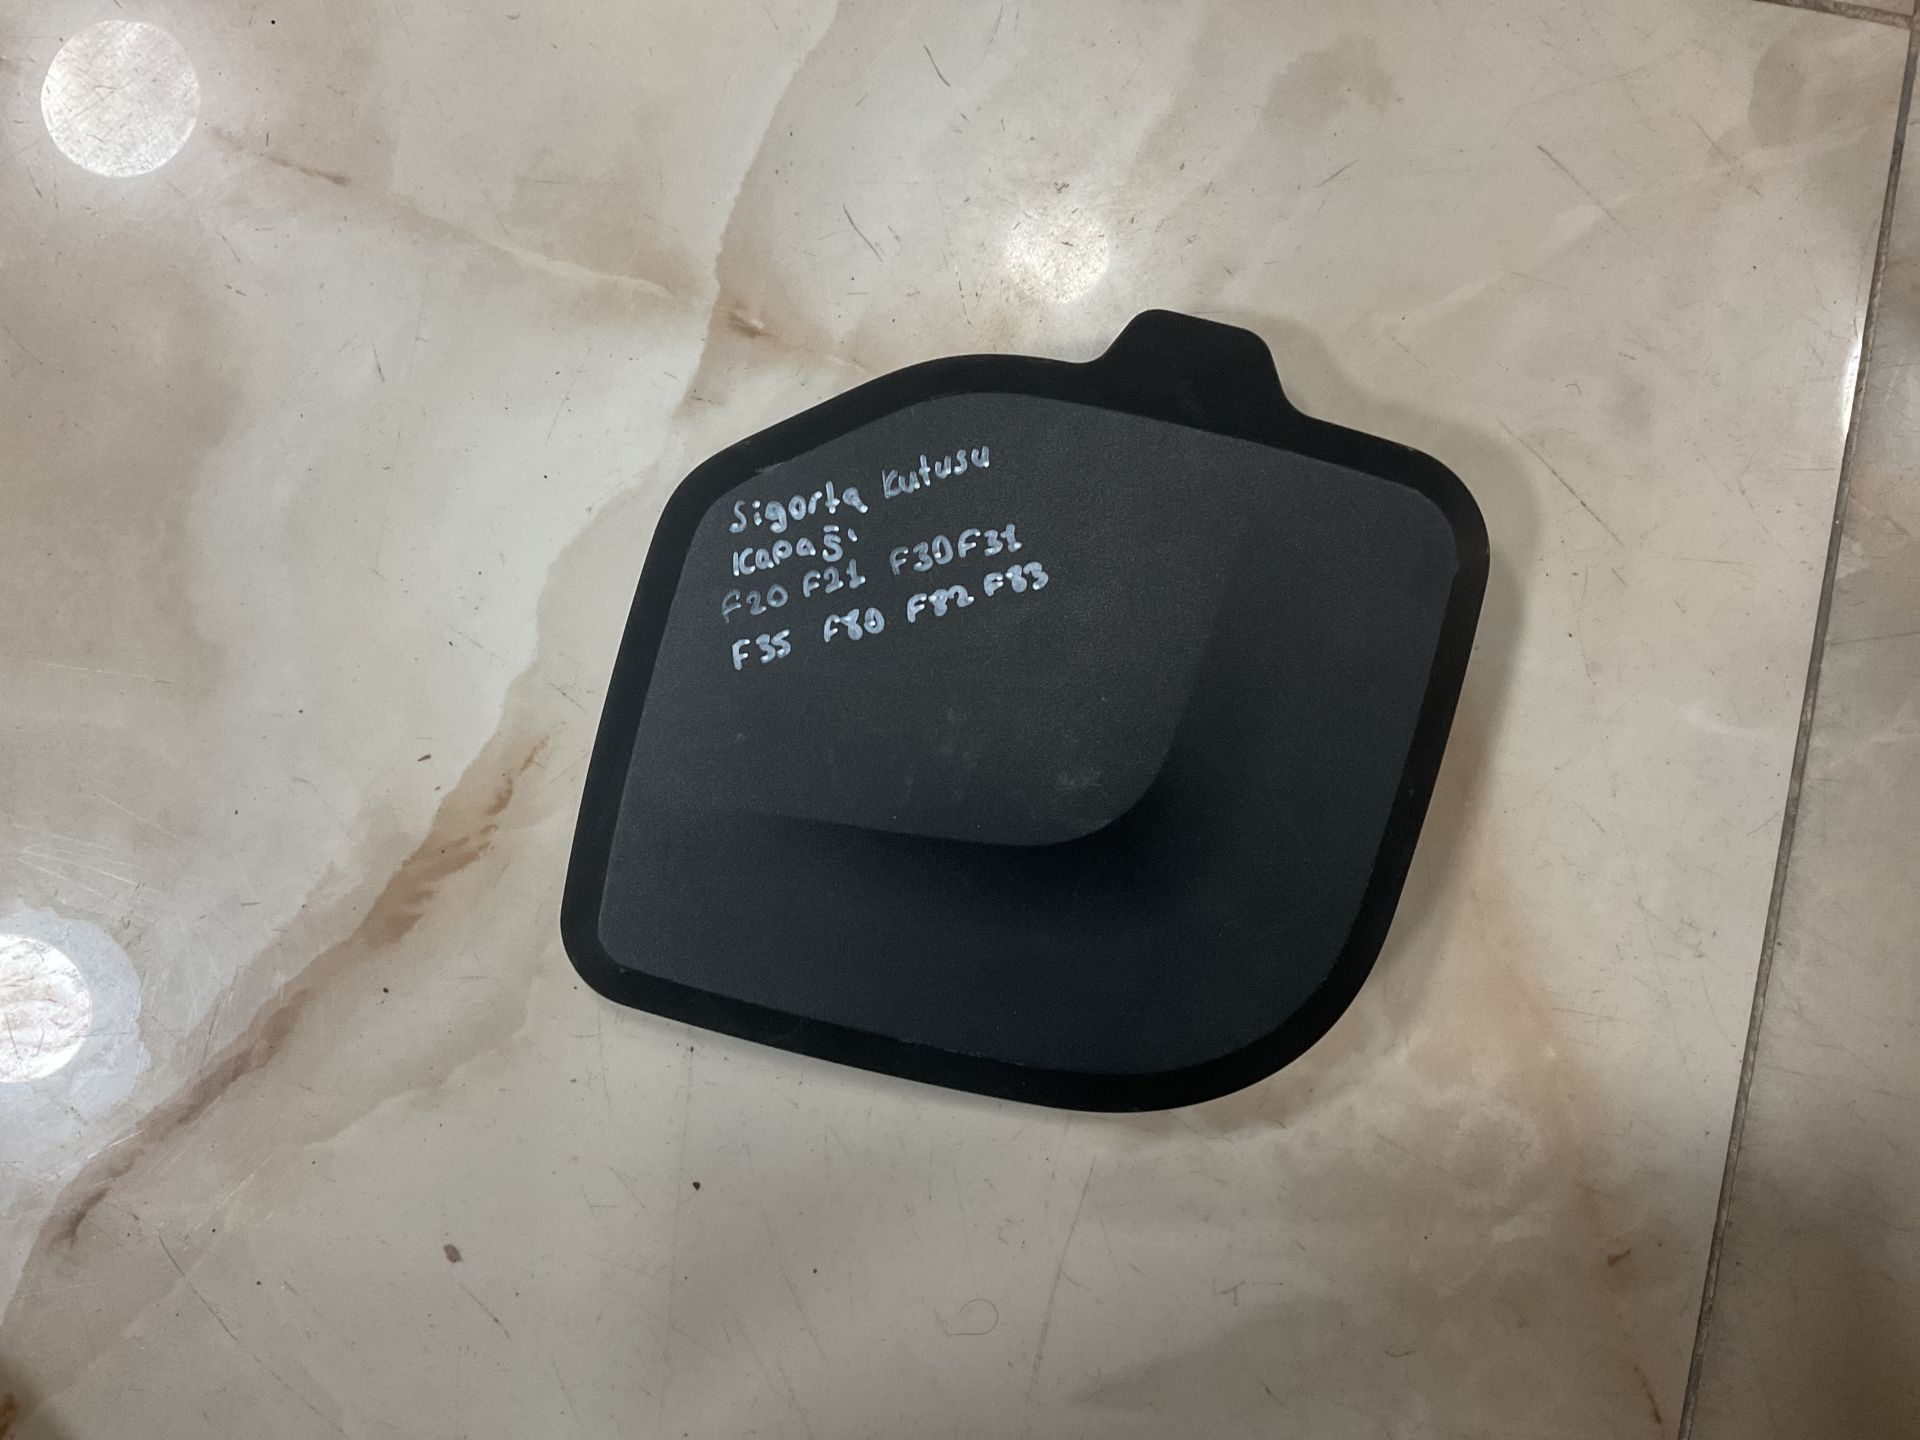 Sigorta Kutusu
Kapağı
F20 F21 F30 F31
F35 F80 F82 F83